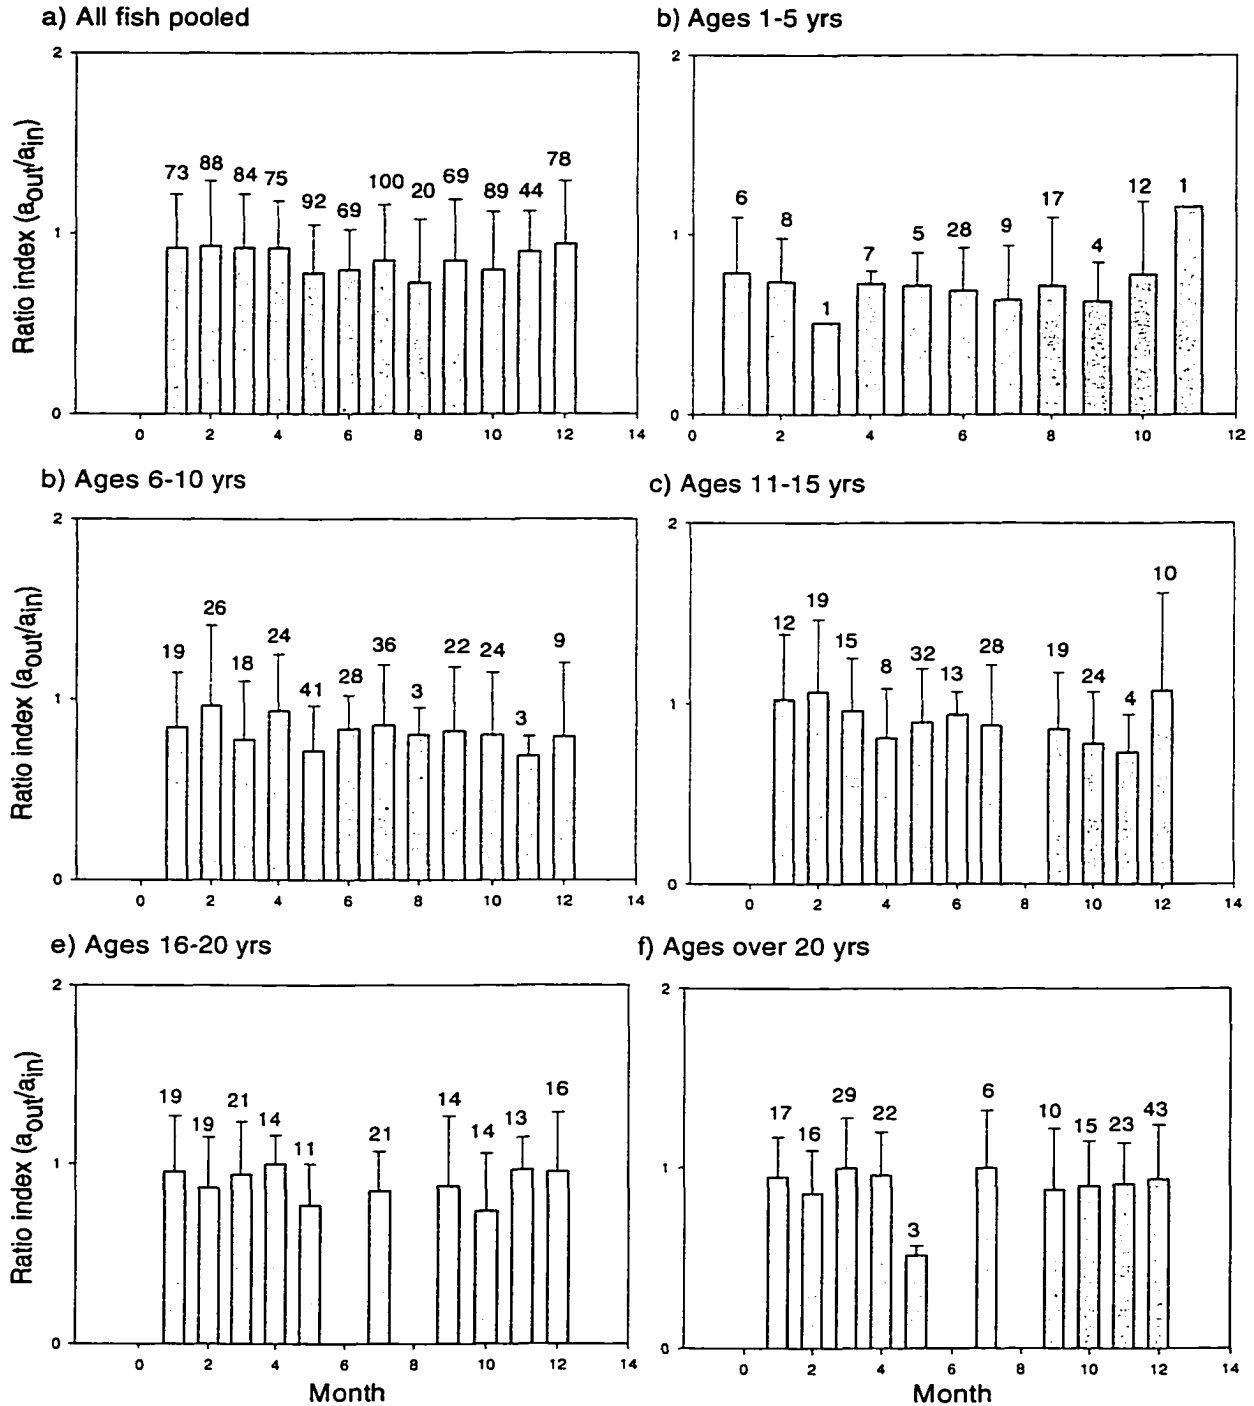 a) All fish pooled
2
1
0
Ratio index (aout/ain)
73 88 84 75 92 69 100 20 69 89 44 78
0 2 4 6 8 10 12 14
b) Ages 1-5 yrs
2
1
0
6 8 1 7 5 28 9 17 4 12 1
0 2 4 6 8 10 12
b) Ages 6-10 yrs
2
1
0
Ratio index (aout/ain)
19 26 18 24 41 28 36 3 22 24 3 9
0 2 4 6 8 10 12 14
c) Ages 11-15 yrs
2
1
0
12 19 15 8 32 13 28 19 24 4 10
0 2 4 6 8 10 12 14
e) Ages 16-20 yrs
2
1
0
Ratio index (aout/ain)
19 19 21 14 11 21 14 14 13 16
0 2 4 6 8 10 12 14
Month
f) Ages over 20 yrs
2
1
0
17 16 29 22 3 6 10 15 23 43
0 2 4 6 8 10 12 14
Month